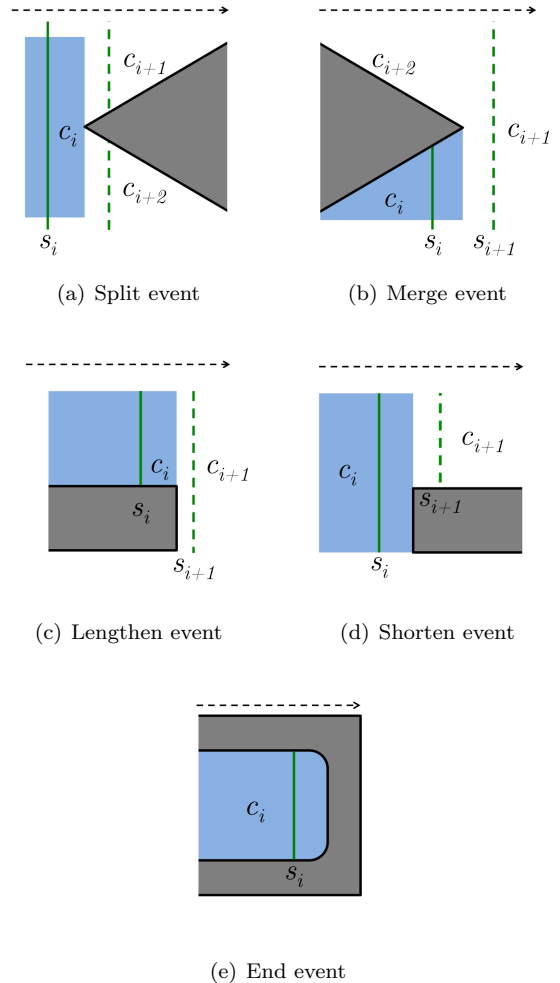 c_{i+1} c_{i+2}
c_i c_{i+1}
c_{i+2} c_i
s_i s_i s_{i+1}
(a) Split event (b) Merge event
c_i c_{i+1} c_i c_{i+1}
s_i s_{i+1}
s_{i+1} s_i
(c) Lengthen event (d) Shorten event
c_i
s_i
(e) End event